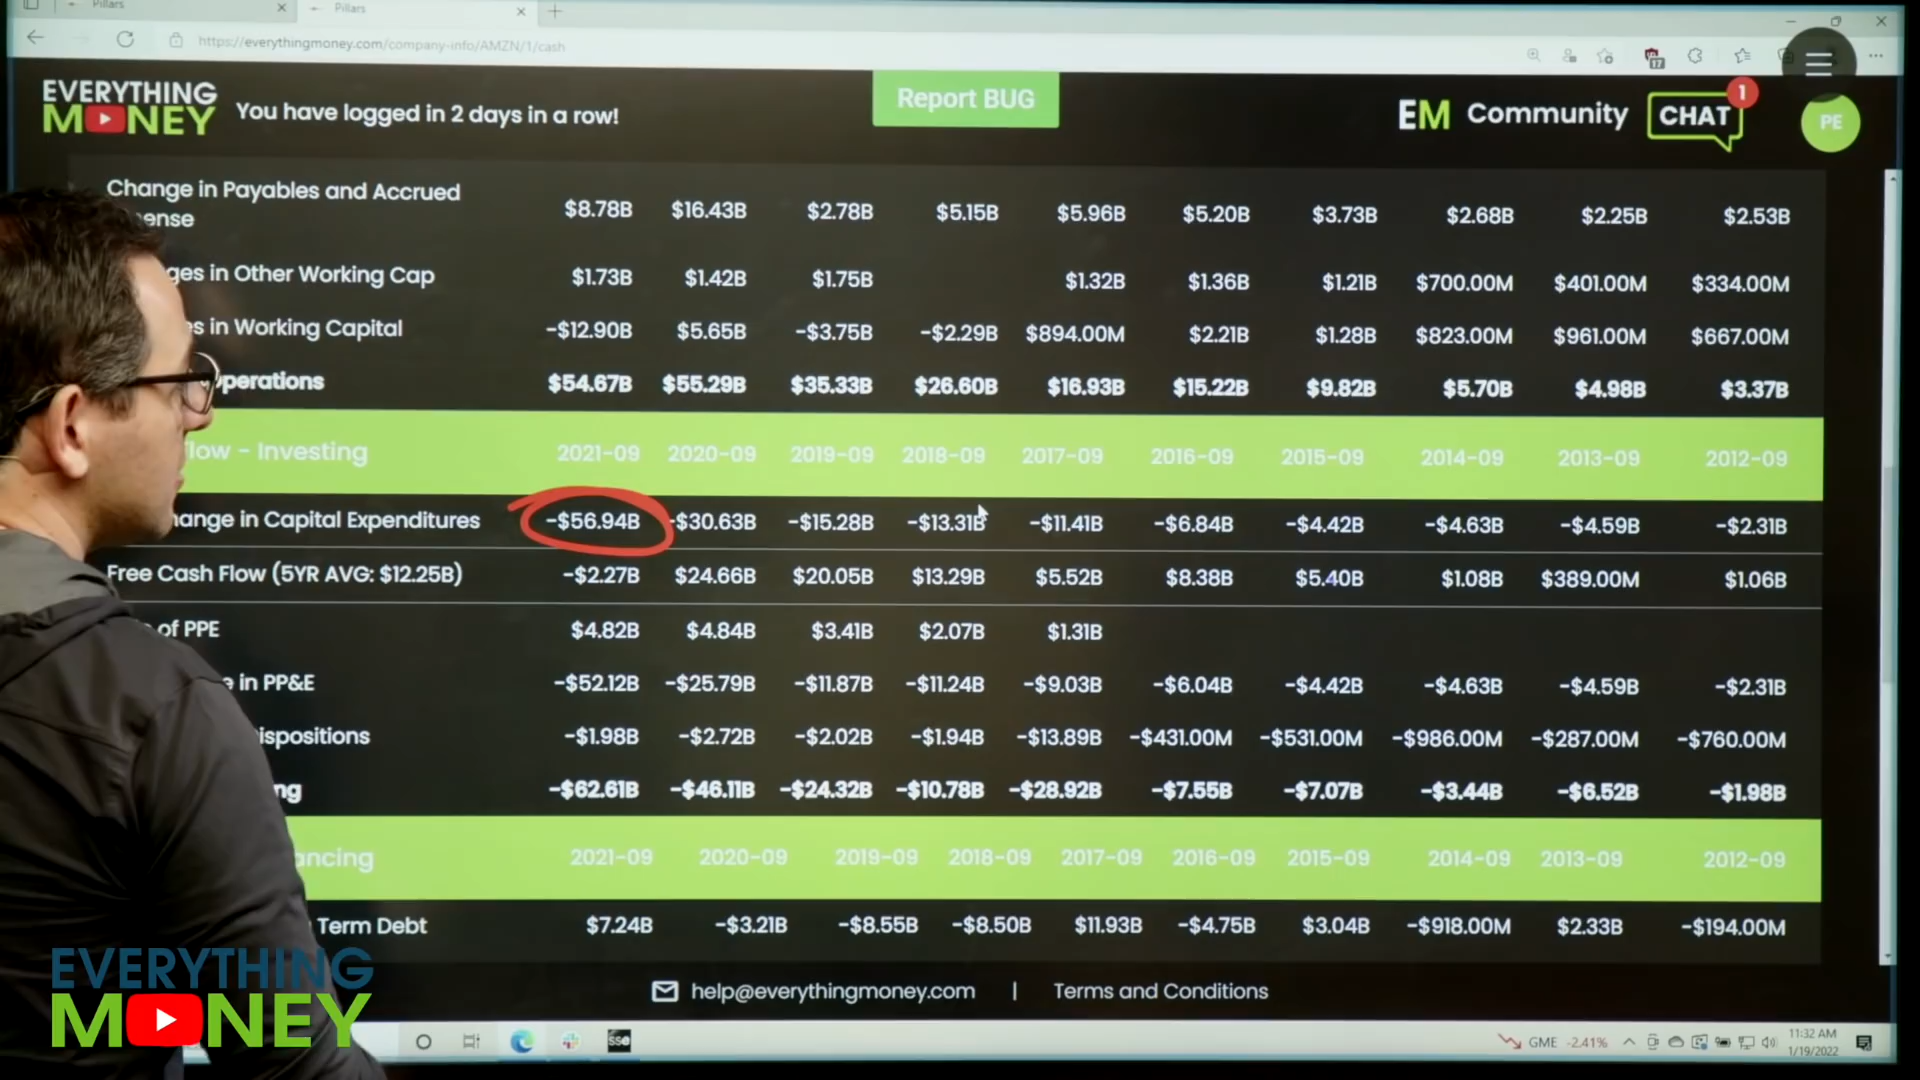 Pillars
Pillars
https://everythingmoney.com/company-info/AMZN/1/cash
17
EVERYTHING
MONEY
You have logged in 2 days in a row!
Report BUG
EM Community
CHAT
1
PE
Change in Payables and Accrued
ense
$8.78B $16.43B $2.78B $5.15B $5.96B $5.20B $3.73B $2.68B $2.25B $2.53B
ges in Other Working Cap $1.73B $1.42B $1.75B $1.32B $1.36B $1.21B $700.00M $401.00M $334.00M
s in Working Capital -$12.90B $5.65B -$3.75B -$2.29B $894.00M $2.21B $1.28B $823.00M $961.00M $667.00M
perations $54.67B $55.29B $35.33B $26.60B $16.93B $15.22B $9.82B $5.70B $4.98B $3.37B
low - Investing 2021-09 2020-09 2019-09 2018-09 2017-09 2016-09 2015-09 2014-09 2013-09 2012-09
hange in Capital Expenditures -$56.94B -$30.63B -$15.28B -$13.31B -$11.41B -$6.84B -$4.42B -$4.63B -$4.59B -$2.31B
Free Cash Flow (5YR AVG: $12.25B) -$2.27B $24.66B $20.05B $13.29B $5.52B $8.38B $5.40B $1.08B $389.00M $1.06B
of PPE $4.82B $4.84B $3.41B $2.07B $1.31B
e in PP&E -$52.12B -$25.79B -$11.87B -$11.24B -$9.03B -$6.04B -$4.42B -$4.63B -$4.59B -$2.31B
ispositions -$1.98B -$2.72B -$2.02B -$1.94B -$13.89B -$431.00M -$531.00M -$986.00M -$287.00M -$760.00M
ng -$62.61B -$46.11B -$24.32B -$10.78B -$28.92B -$7.55B -$7.07B -$3.44B -$6.52B -$1.98B
ancing 2021-09 2020-09 2019-09 2018-09 2017-09 2016-09 2015-09 2014-09 2013-09 2012-09
Term Debt $7.24B -$3.21B -$8.55B -$8.50B $11.93B -$4.75B $3.04B -$918.00M $2.33B -$194.00M
help@everythingmoney.com | Terms and Conditions
EVERYTHING
MONEY
sse
GME -2.41%
11:32 AM
1/19/2022